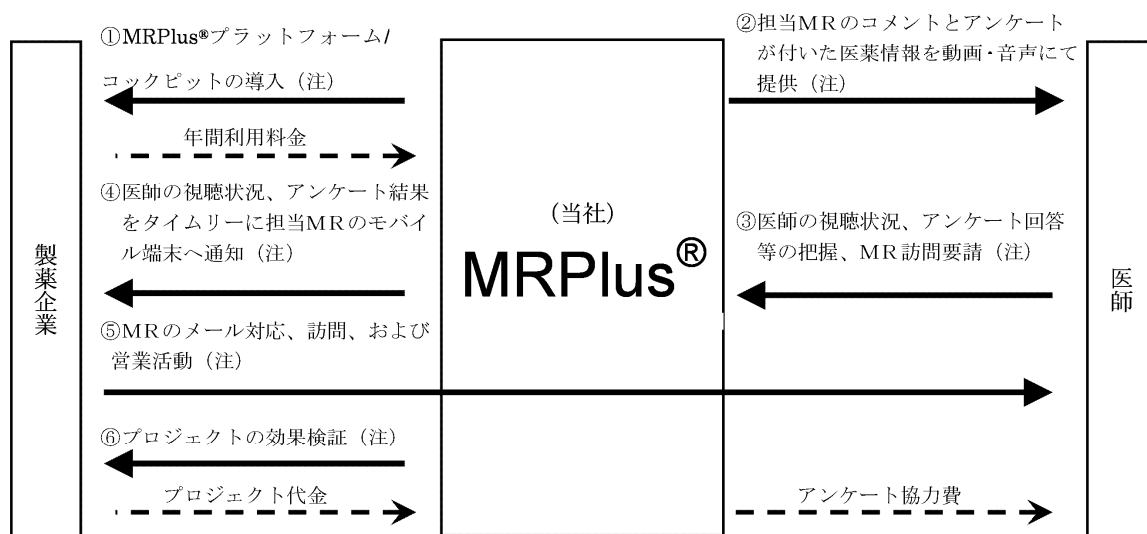 ①MRPlus®プラットフォーム/
コックピットの導入（注）
年間利用料金
④医師の視聴状況、アンケート結果
をタイムリーに担当MRのモバイ
ル端末へ通知（注）
⑤MRのメール対応、訪問、および
営業活動（注）
⑥プロジェクトの効果検証（注）
プロジェクト代金
製薬企業
（当社）
MRPlus®
②担当MRのコメントとアンケート
が付いた医薬情報を動画・音声にて
提供（注）
③医師の視聴状況、アンケート回答
等の把握、MR訪問要請（注）
アンケート協力費
医師